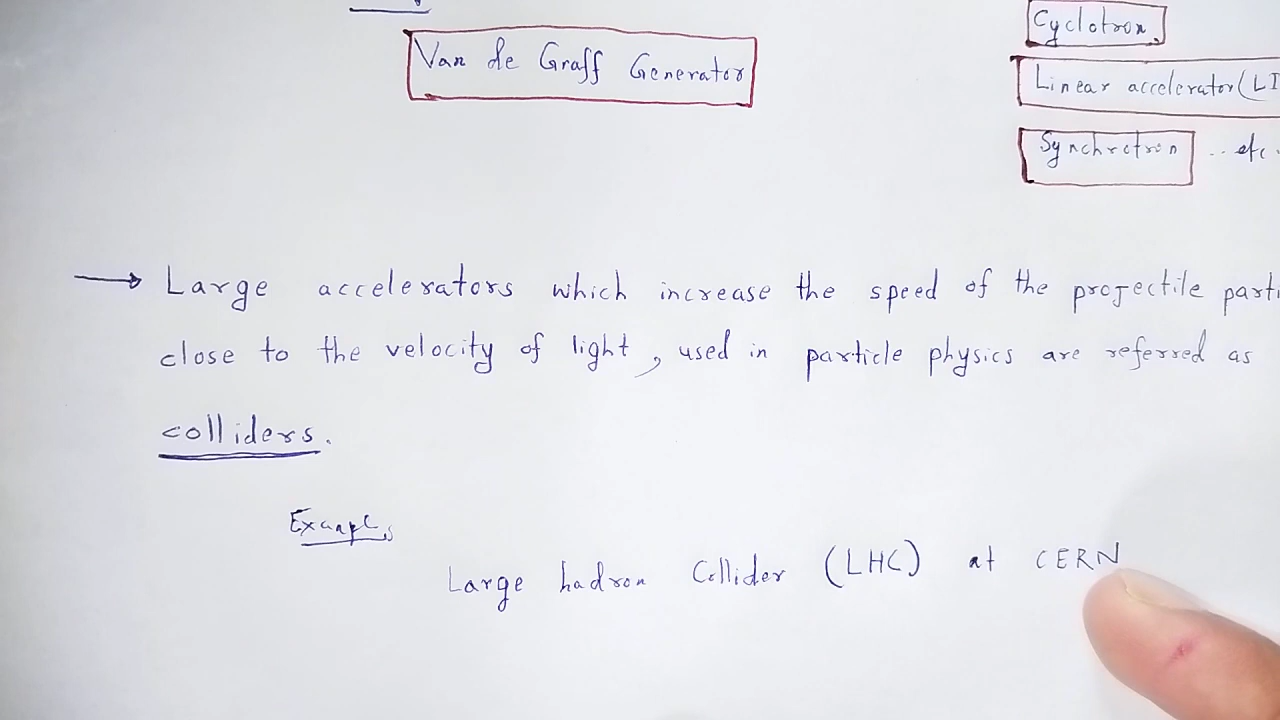 Van de Graff Generator
Cyclotron
Linear accelerator (LI
Synchrotron ... etc.
→ Large accelerators which increase the speed of the projectile parti
close to the velocity of light, used in particle physics are referred as
colliders.
Example,
Large hadron Collider (LHC) at CERN